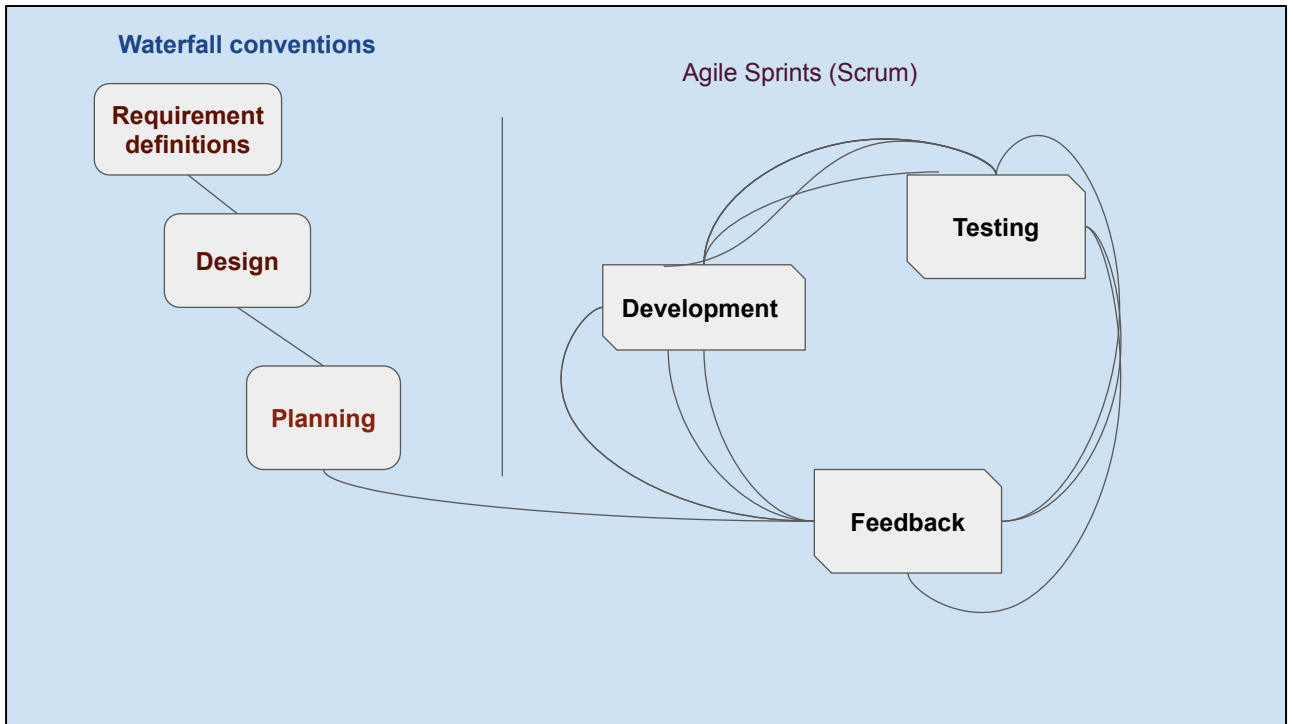 Waterfall conventions
Agile Sprints (Scrum)
Requirement
definitions
Design
Planning
Testing
Development
Feedback